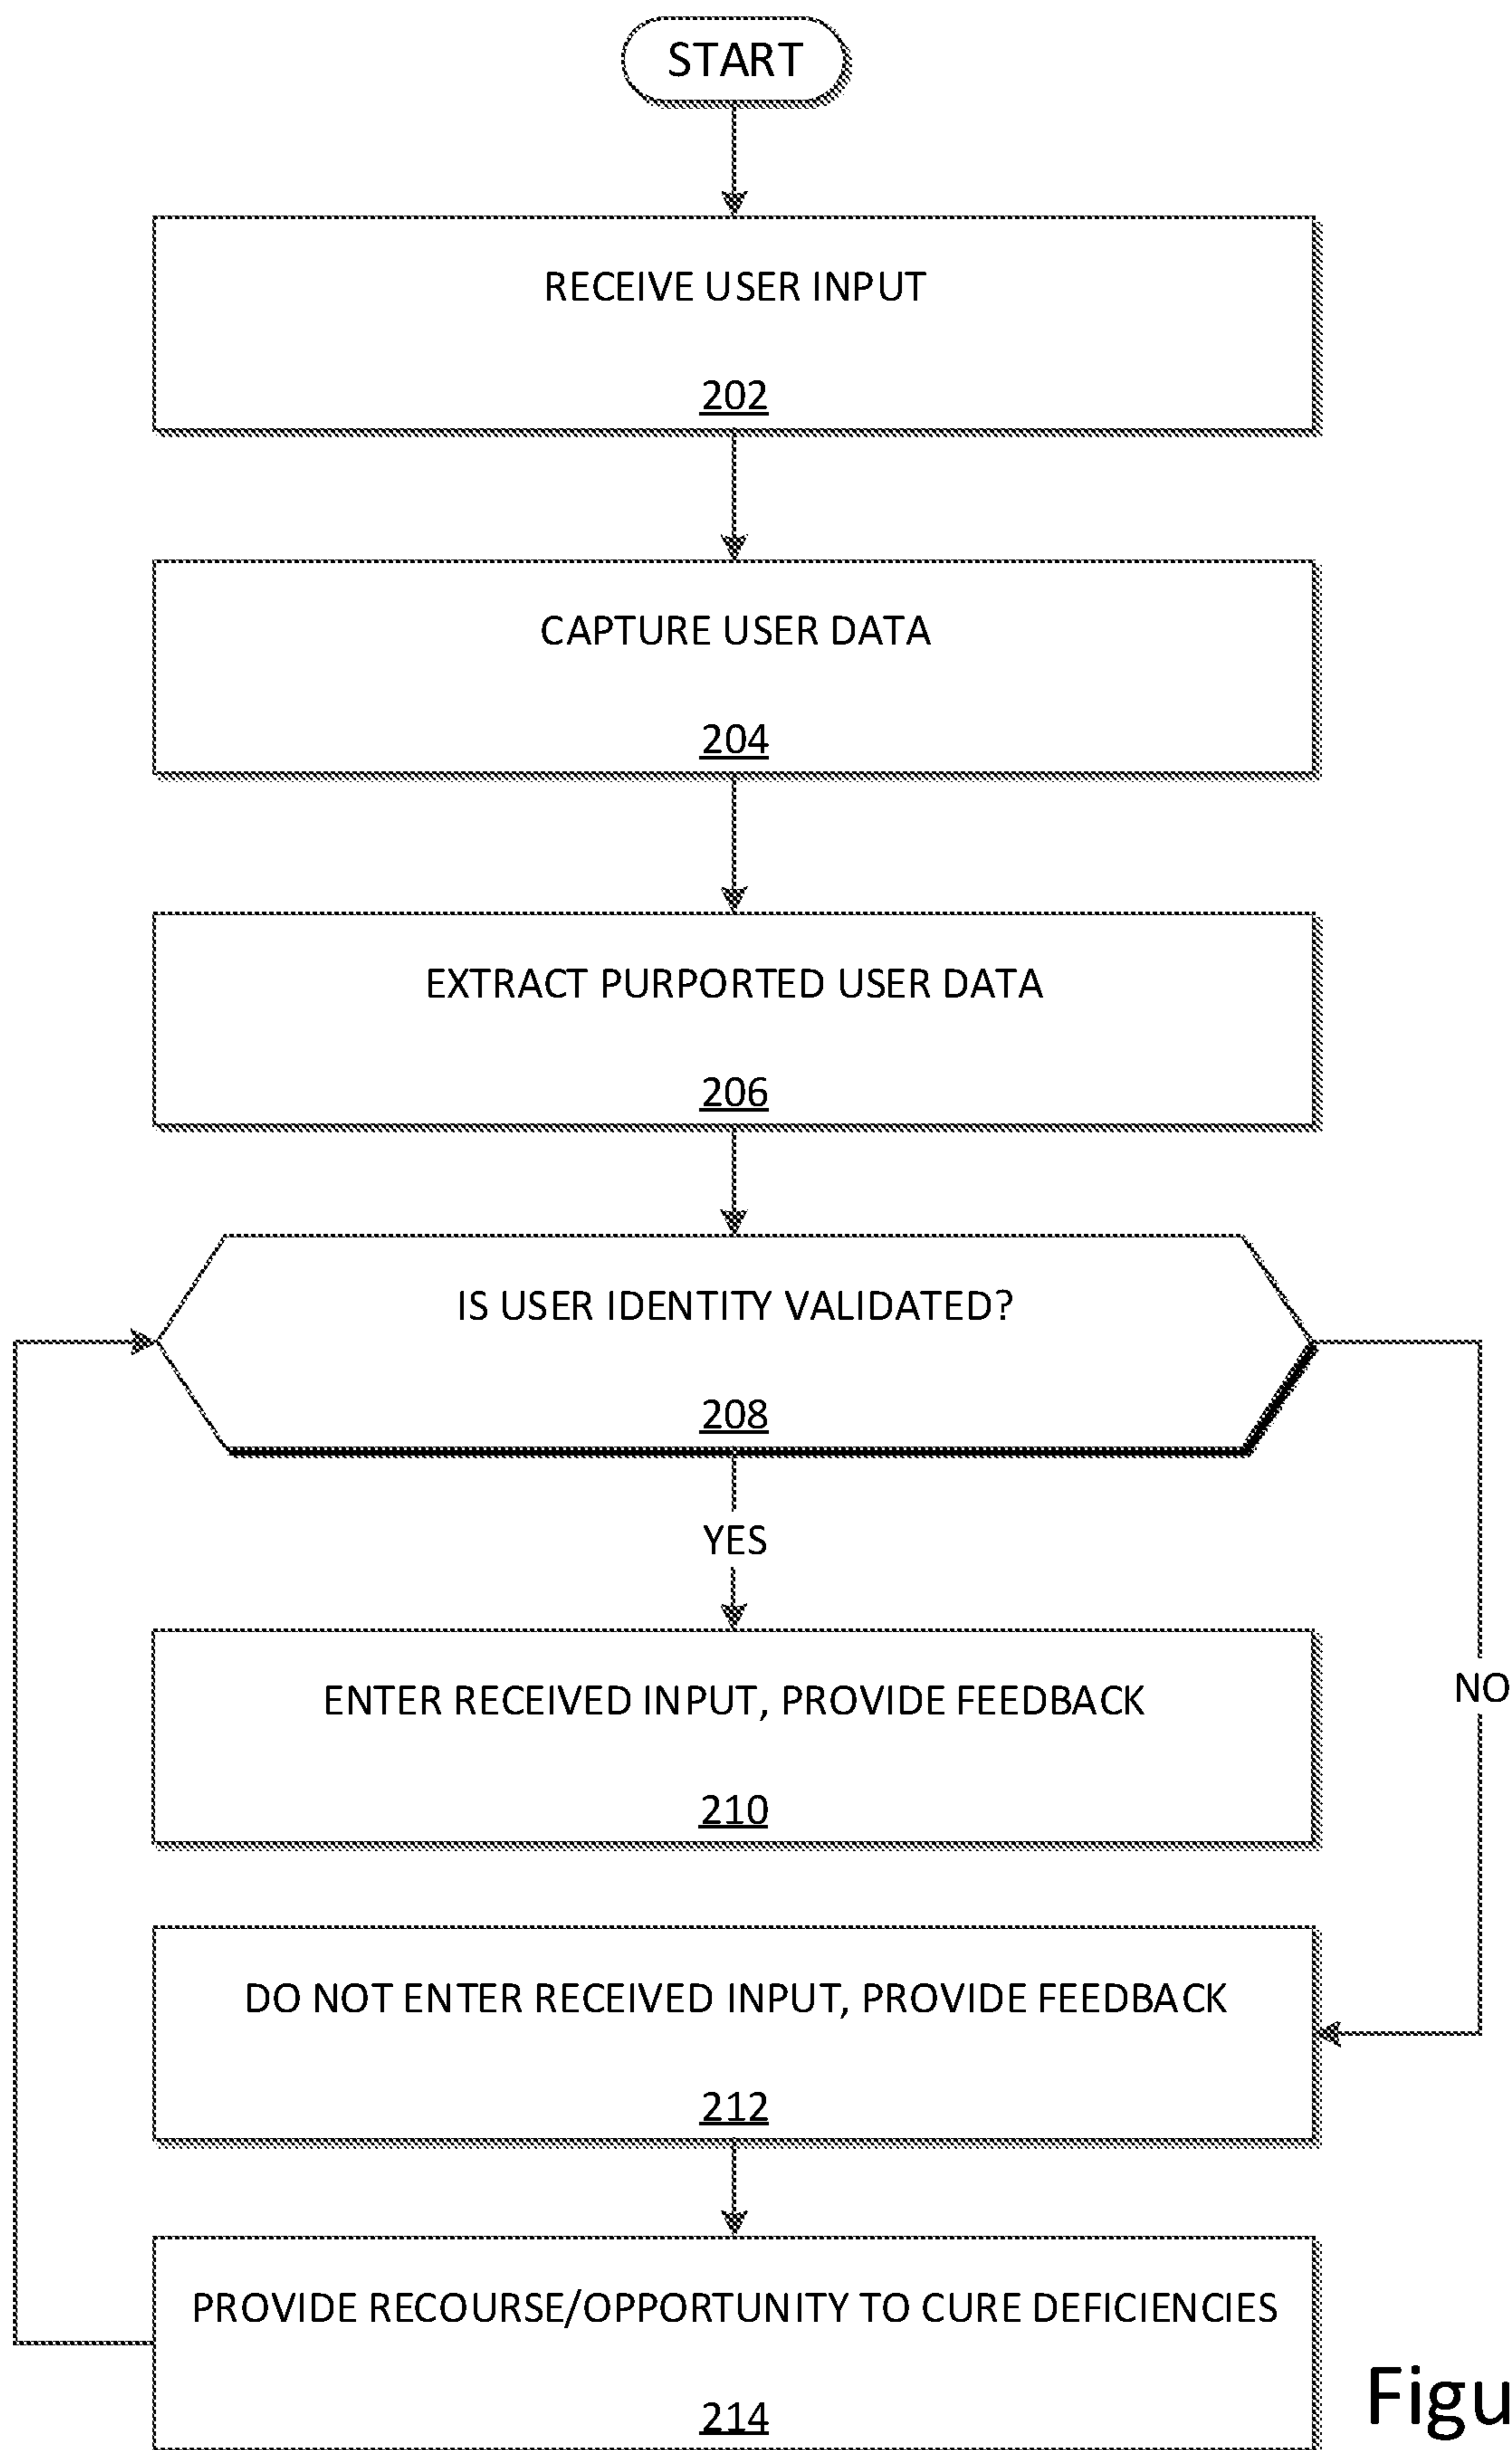 START
RECEIVE USER INPUT
202
CAPTURE USER DATA
204
EXTRACT PURPORTED USER DATA
206
IS USER IDENTITY VALIDATED?
208
YES
ENTER RECEIVED INPUT, PROVIDE FEEDBACK
210
NO
DO NOT ENTER RECEIVED INPUT, PROVIDE FEEDBACK
212
PROVIDE RECOURSE/OPPORTUNITY TO CURE DEFICIENCIES
214
Figu